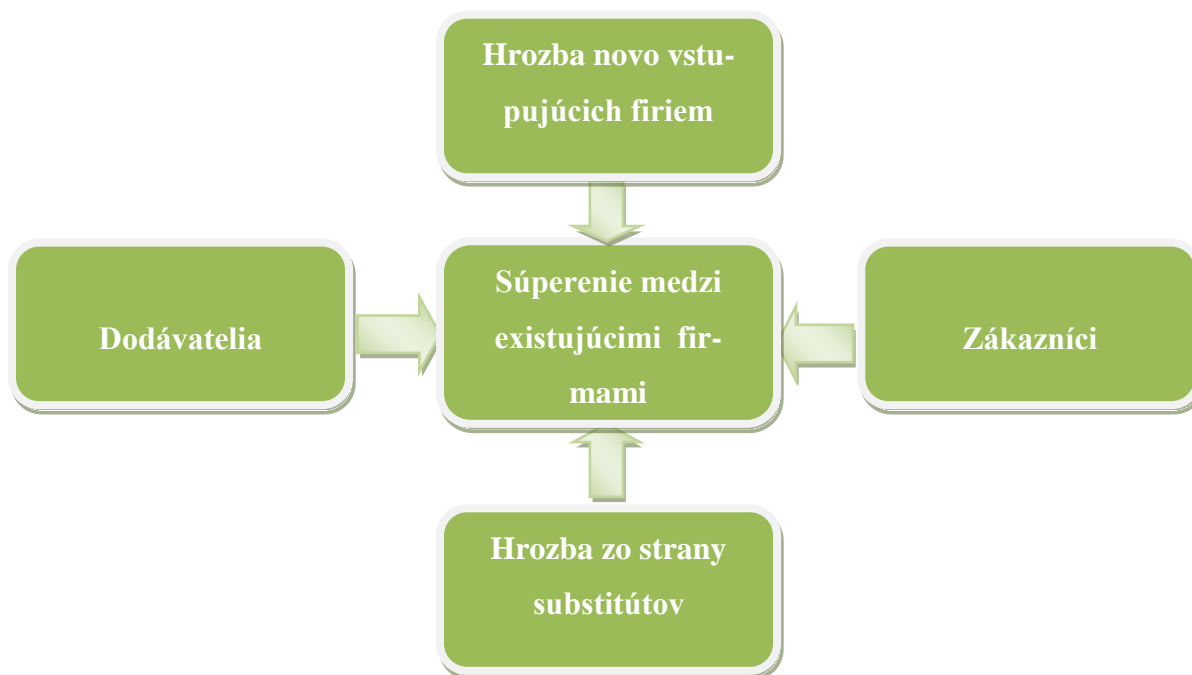 Hrozba novo vstu-
pujúcich firiem
Dodávatelia
Súperenie medzi
existujúcimi fir-
mami
Zákazníci
Hrozba zo strany
substitútov